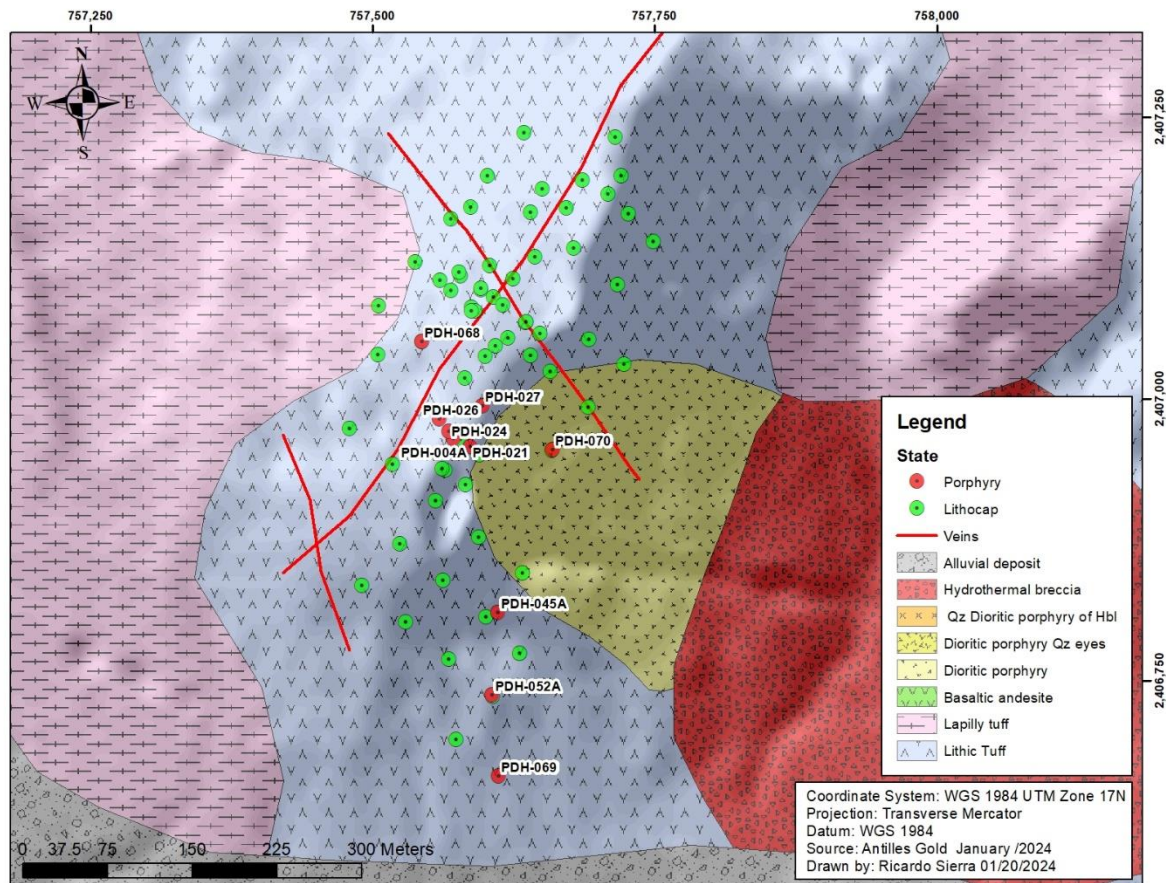 757,250
757,500
757,750
758,000
N
W E
S
2,407,250
2,407,000
2,406,750
PDH-068
PDH-027
PDH-026
PDH-024
PDH-070
PDH-004A
PDH-021
PDH-045A
PDH-052A
PDH-069
Legend
State
Porphyry
Lithocap
Veins
Alluvial deposit
Hydrothermal breccia
Qz Dioritic porphyry of Hbl
Dioritic porphyry Qz eyes
Dioritic porphyry
Basaltic andesite
Lapilly tuff
Lithic Tuff
Coordinate System: WGS 1984 UTM Zone 17N
Projection: Transverse Mercator
Datum: WGS 1984
Source: Antilles Gold January /2024
Drawn by: Ricardo Sierra 01/20/2024
0 37.5 75 150 225 300 Meters